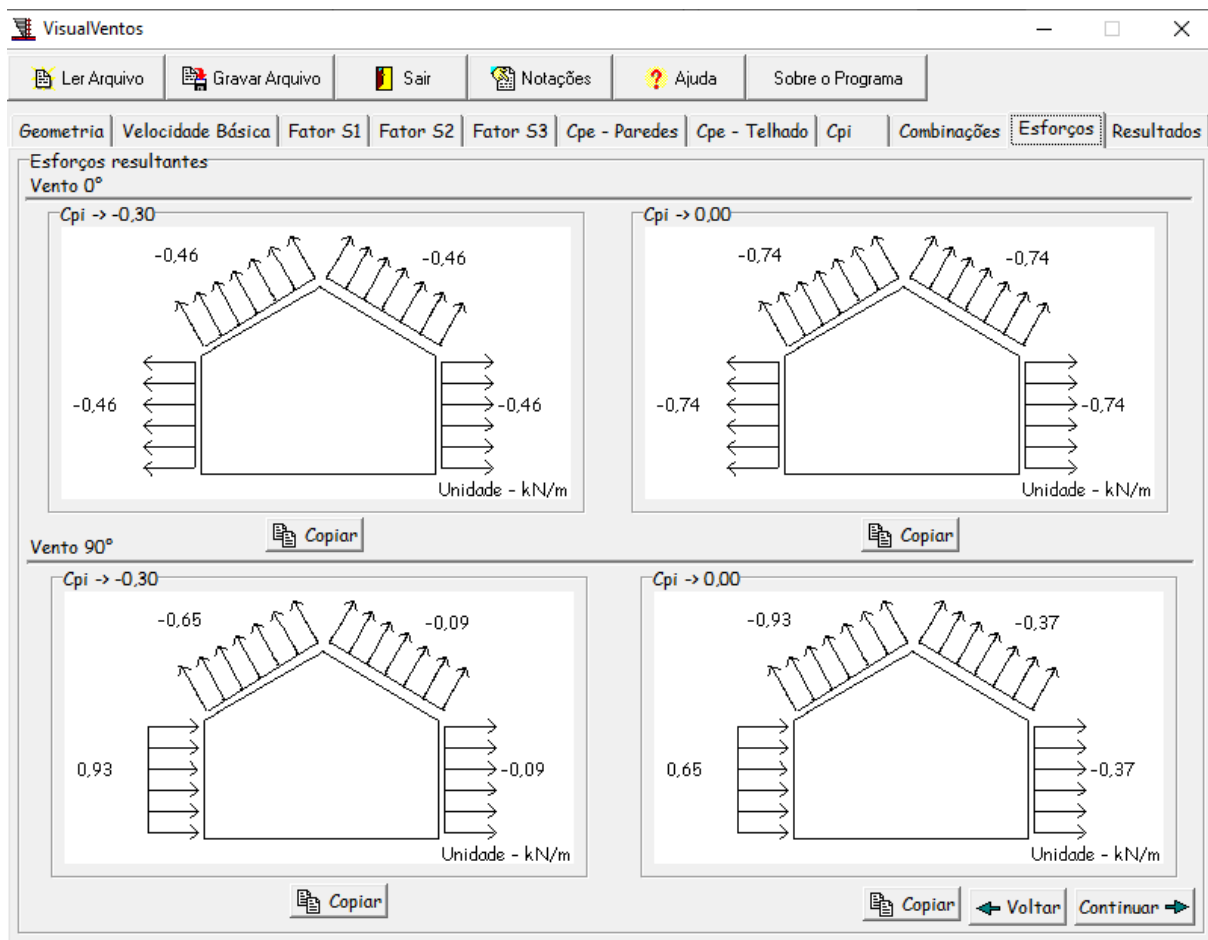 VisualVentos
Ler Arquivo Gravar Arquivo Sair Notações Ajuda Sobre o Programa
Geometria Velocidade Básica Fator S1 Fator S2 Fator S3 Cpe - Paredes Cpe - Telhado Cpi Combinações Esforços Resultados
Esforços resultantes
Vento 0°
Cpi -> -0,30
-0,46 -0,46
-0,46 -0,46
Unidade - kN/m
Copiar
Cpi -> 0,00
-0,74 -0,74
-0,74 -0,74
Unidade - kN/m
Copiar
Vento 90°
Cpi -> -0,30
-0,65 -0,09
0,93 -0,09
Unidade - kN/m
Copiar
Cpi -> 0,00
-0,93 -0,37
0,65 -0,37
Unidade - kN/m
Copiar Voltar Continuar